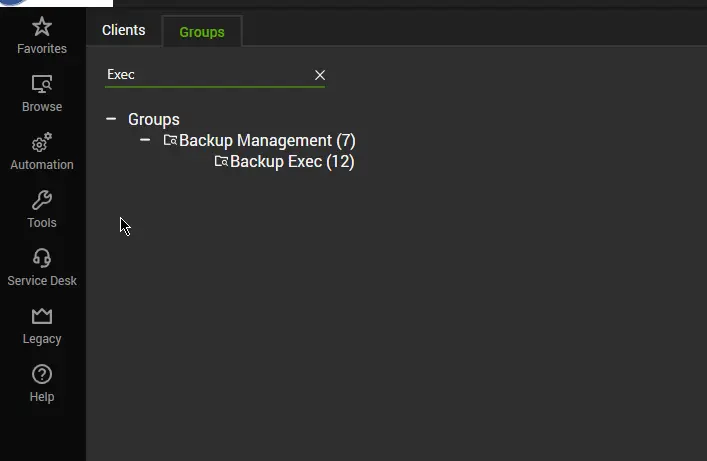 Favorites
Browse
Automation
Tools
Service Desk
Legacy
Help
Clients
Groups
Exec
Groups
Backup Management (7)
Backup Exec (12)